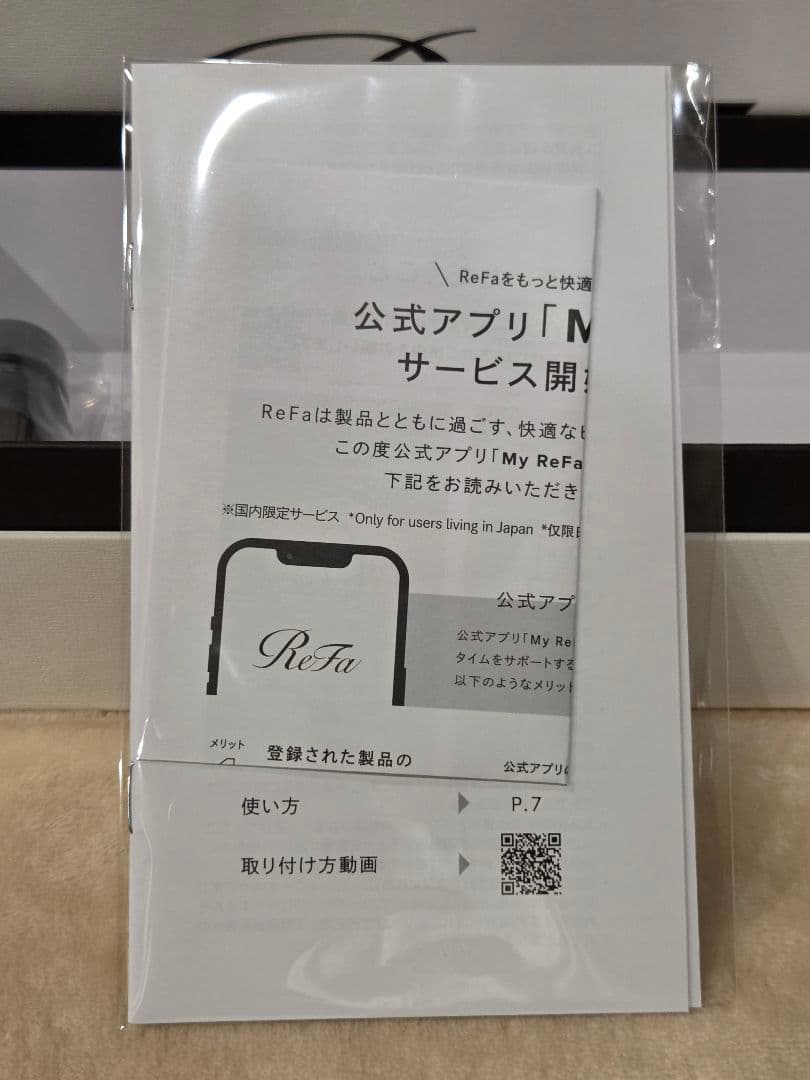 ReFaをもっと快適
公式アプリ「M
サービス開
ReFaは製品とともに過ごす、快適な
この度公式アプリ「My ReFa
下記をお読みいただき
※国内限定サービス *Only for users living in Japan *仅限
ReFa
公式アプ
公式アプリ「My Re
タイムをサポートする
以下のようなメリット
メリット
登録された製品の
公式アプリの
使い方 P.7
取り付け方動画